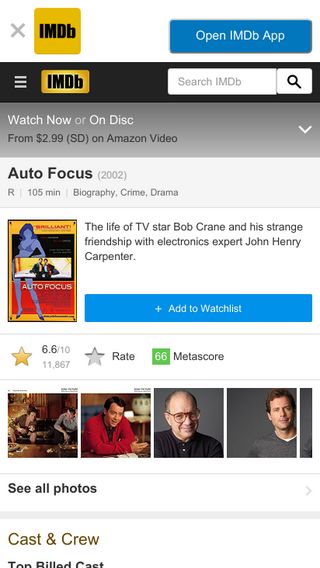 IMDb
Open IMDb App
IMDb
Search IMDb
Watch Now or On Disc
From $2.99 (SD) on Amazon Video
Auto Focus (2002)
R | 105 min | Biography, Crime, Drama
BRILLIANT!
AUTO FOCUS
The life of TV star Bob Crane and his strange
friendship with electronics expert John Henry
Carpenter.
+ Add to Watchlist
6.6/10
11,867
Rate
66 Metascore
See all photos
Cast & Crew
Top Billed Cast